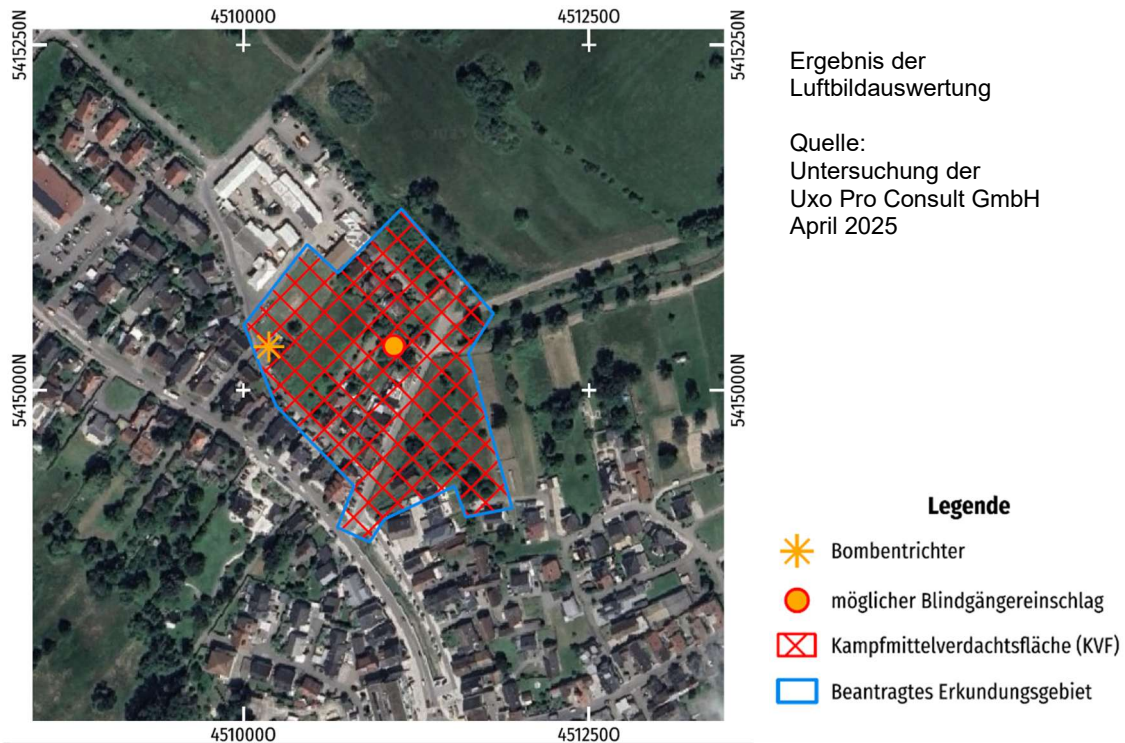 4510000
4512500
5415250N
5415250N
Ergebnis der
Luftbildauswertung
Quelle:
Untersuchung der
Uxo Pro Consult GmbH
April 2025
5415000N
5415000N
Legende
Bombentrichter
möglicher Blindgängereinschlag
Kampfmittelverdachtsfläche (KVF)
Beantragtes Erkundungsgebiet
4510000
4512500